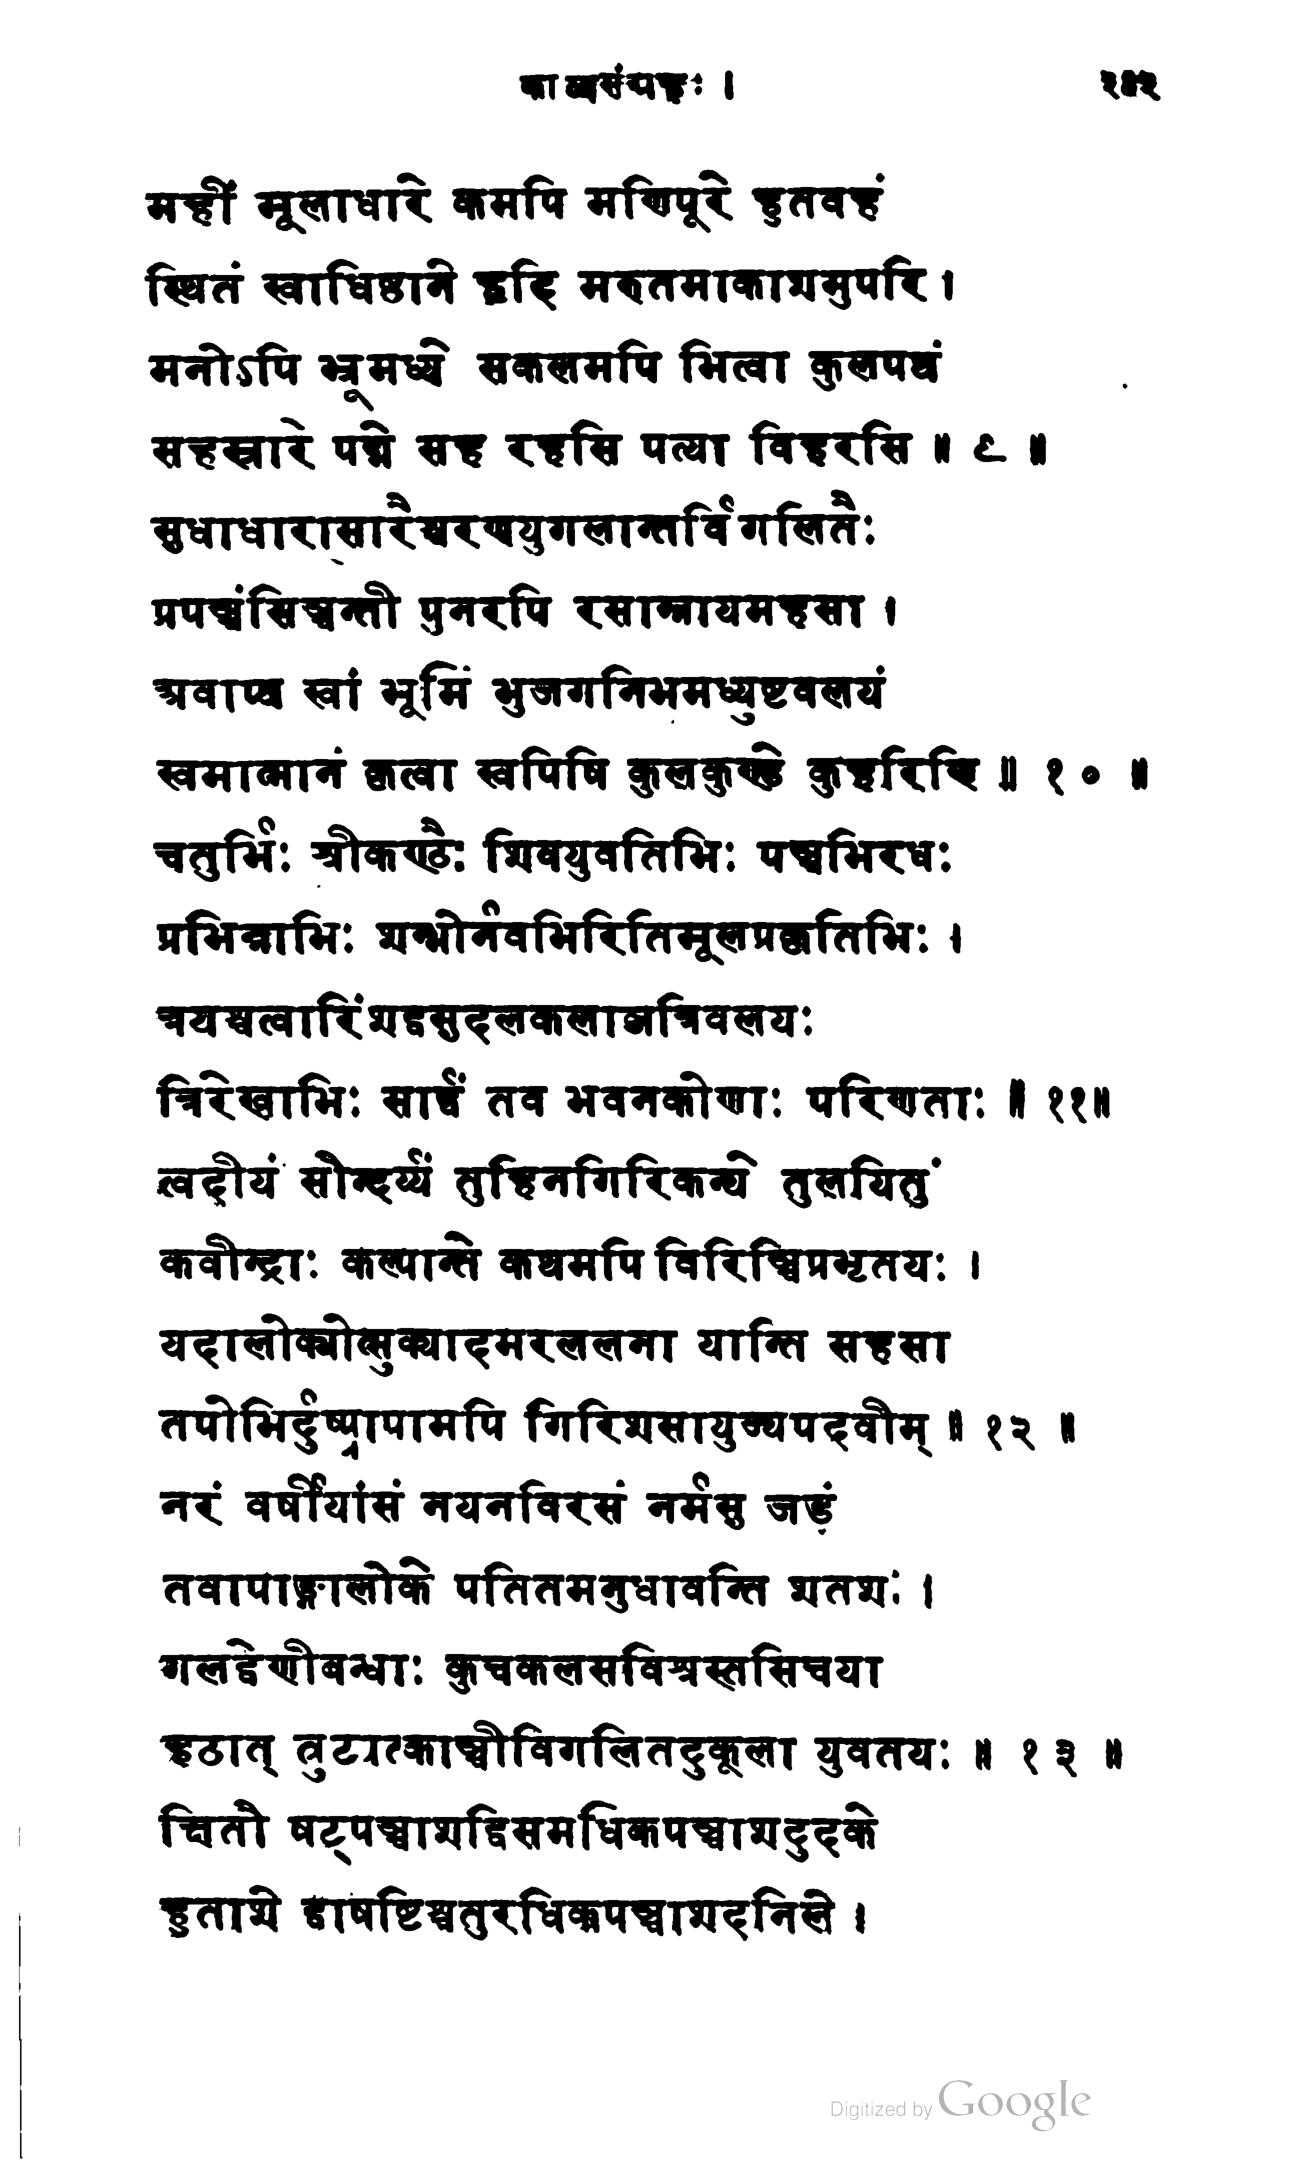 काव्यसंग्रहः ।
महीं मूलाधारे कमपि मणिपूरे हुतवहं
स्थितं स्वाधिष्ठाने हृदि मरुतमाकाशमुपरि ।
मनोऽपि भ्रूमध्ये सकलमपि भित्वा कुलपथं
सहस्रारे पद्मे सह रहसि पत्या विहरसि ॥ ९ ॥
सुधाधारासारैश्चरणयुगलान्तर्विगलितैः
प्रपञ्चंसिञ्चन्ती पुनरपि रसाम्नायमहसा ।
अवाप्य स्वां भूमिं भुजगनिभमध्युष्टवलयं
स्वमात्मानं कृत्वा स्वपिषि कुलकुण्डे कुहरिणि ॥ १० ॥
चतुर्भिः श्रीकण्ठैः शिवयुवतिभिः पञ्चभिरधः
प्रभिन्नाभिः शम्भोर्नवभिरितिमूलप्रकृतिभिः ।
त्रयश्चत्वारिंशद्वसुदलकलाब्जत्रिवलयः
त्रिरेखाभिः सार्द्धं तव भवनकोणाः परिणताः ॥ ११॥
त्वदीयं सौन्दर्य्यं तुहिनगिरिकन्ये तुलयितुं
कवीन्द्राः कल्पान्ते कथमपि विरिञ्चिप्रभृतयः ।
यदालोक्यौत्सुक्यादमरललना यान्ति सहसा
तपोभिर्दुष्प्रापामपि गिरिशसायुज्यपदवीम् ॥ १२ ॥
नरं वर्षीयांसं नयनविरसं नर्मसु जडं
तवापाङ्गालोके पतितमनुधावन्ति शतशः ।
गलद्वेणीबन्धाः कुचकलसविश्रस्तसिचया
हठात् त्रुट्यत्काञ्चीविगलितदुकूला युवतयः ॥ १३ ॥
क्षितौ षट्पञ्चाशद्विसमधिकपञ्चाशदुदके
हुताशे द्वाषष्टिश्चतुरधिकपञ्चाशदनिले ।
Digitized by Google